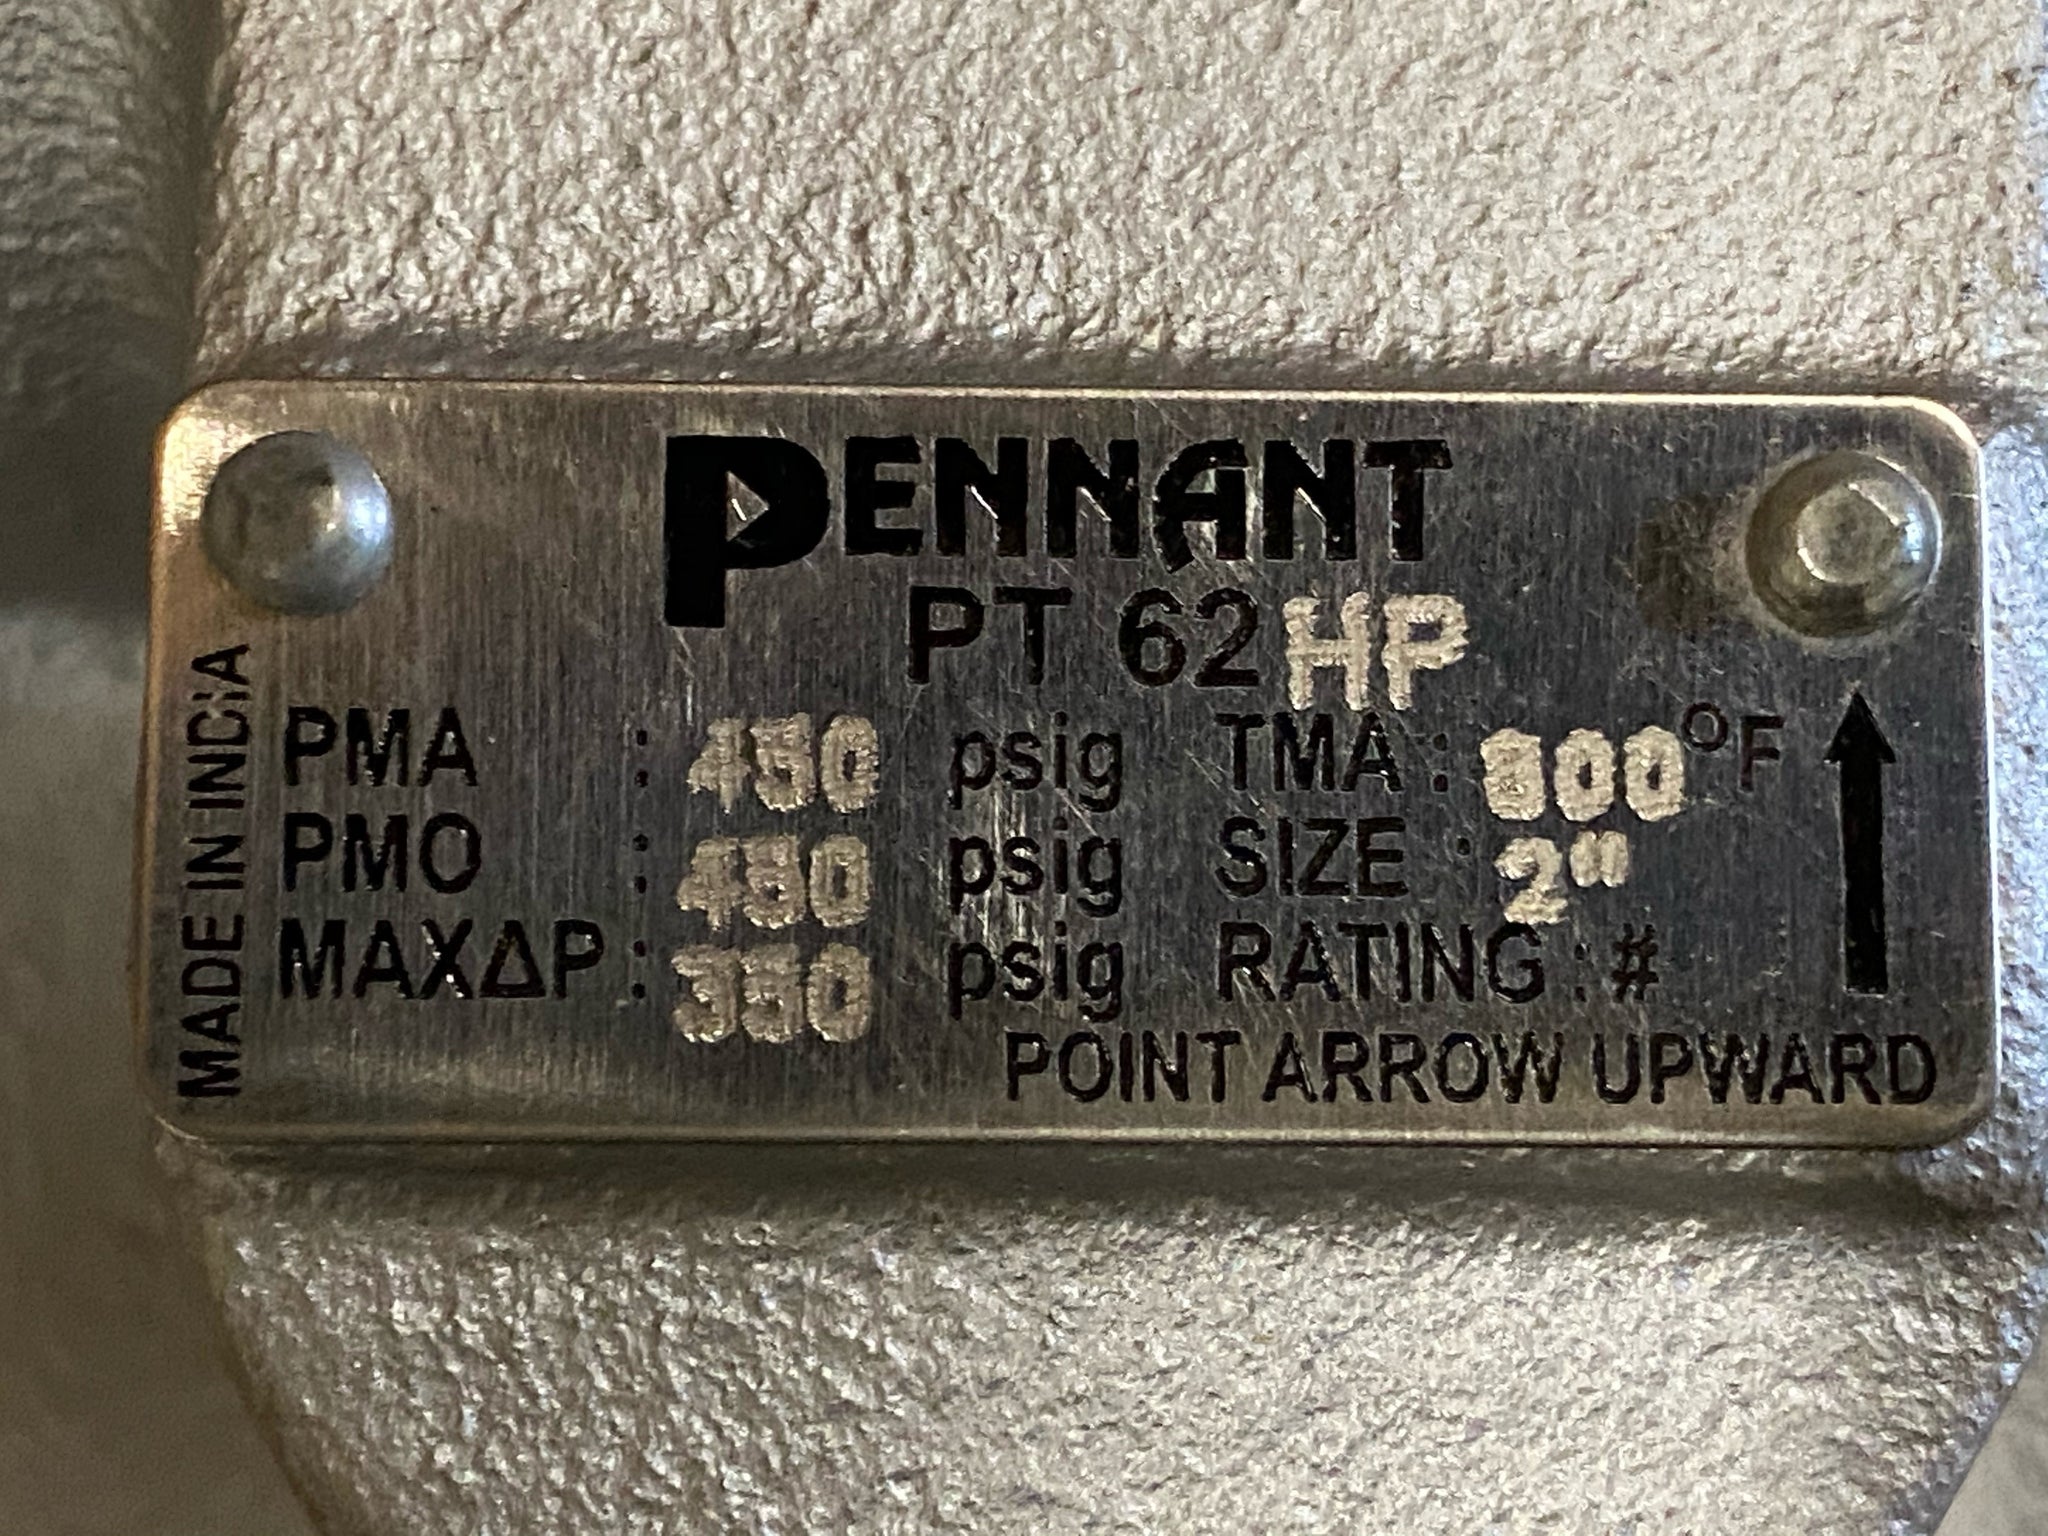 PENNANT
PT 62 HP
PMA : 450 psig TMA : 800 °F
PMO : 450 psig SIZE : 2"
MAXΔP : 350 psig RATING : #
POINT ARROW UPWARD
MADE IN INDIA